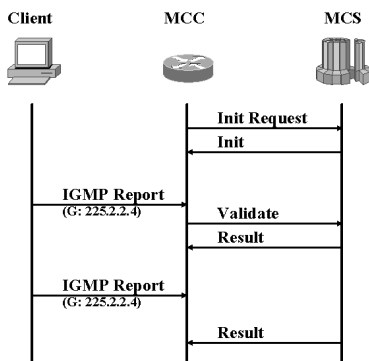 Client MCC MCS
Init Request
Init
IGMP Report
(G: 225.2.2.4)
Validate
Result
IGMP Report
(G: 225.2.2.4)
Result